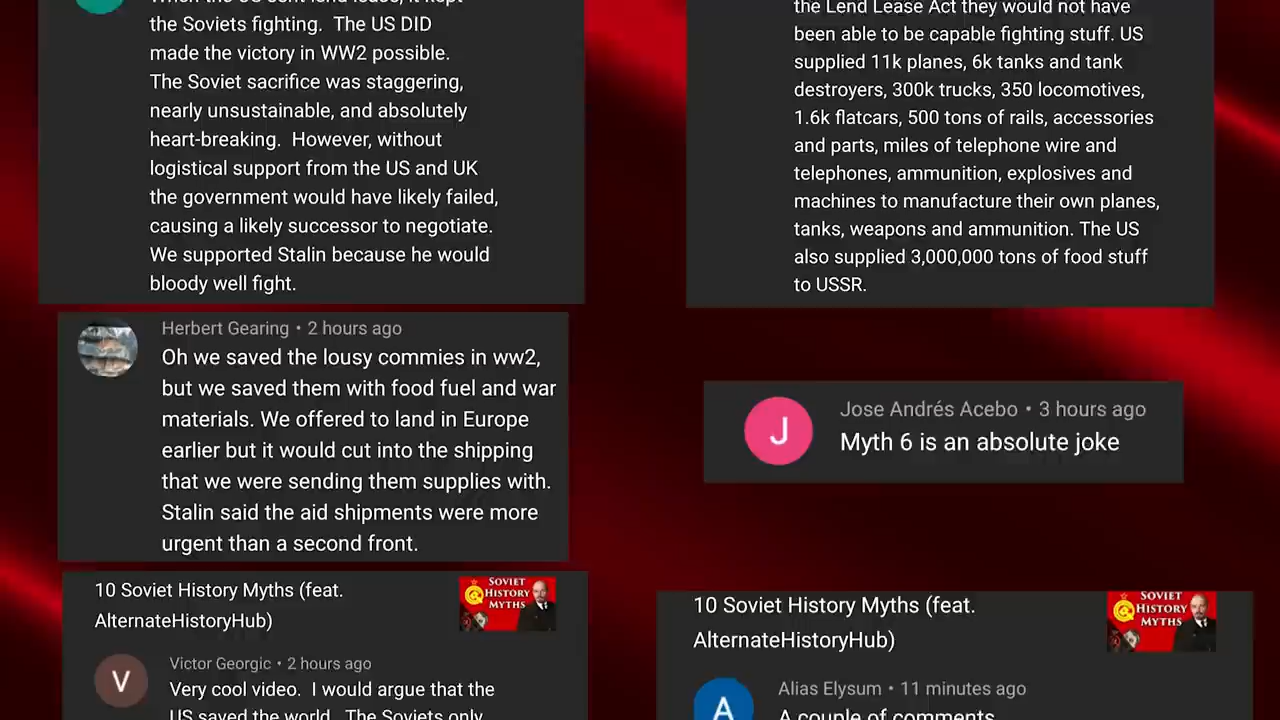 the Soviets fighting.  The US DID
made the victory in WW2 possible.
The Soviet sacrifice was staggering,
nearly unsustainable, and absolutely
heart-breaking.  However, without
logistical support from the US and UK
the government would have likely failed,
causing a likely successor to negotiate.
We supported Stalin because he would
bloody well fight.
the Lend Lease Act they would not have
been able to be capable fighting stuff. US
supplied 11k planes, 6k tanks and tank
destroyers, 300k trucks, 350 locomotives,
1.6k flatcars, 500 tons of rails, accessories
and parts, miles of telephone wire and
telephones, ammunition, explosives and
machines to manufacture their own planes,
tanks, weapons and ammunition. The US
also supplied 3,000,000 tons of food stuff
to USSR.
Herbert Gearing • 2 hours ago
Oh we saved the lousy commies in ww2,
but we saved them with food fuel and war
materials. We offered to land in Europe
earlier but it would cut into the shipping
that we were sending them supplies with.
Stalin said the aid shipments were more
urgent than a second front.
J
Jose Andrés Acebo • 3 hours ago
Myth 6 is an absolute joke
10 Soviet History Myths (feat.
AlternateHistoryHub)
SOVIET
HISTORY
MYTHS
V
Victor Georgic • 2 hours ago
Very cool video.  I would argue that the
US saved the world.  The Soviets only
10 Soviet History Myths (feat.
AlternateHistoryHub)
SOVIET
HISTORY
MYTHS
A
Alias Elysum • 11 minutes ago
A couple of comments